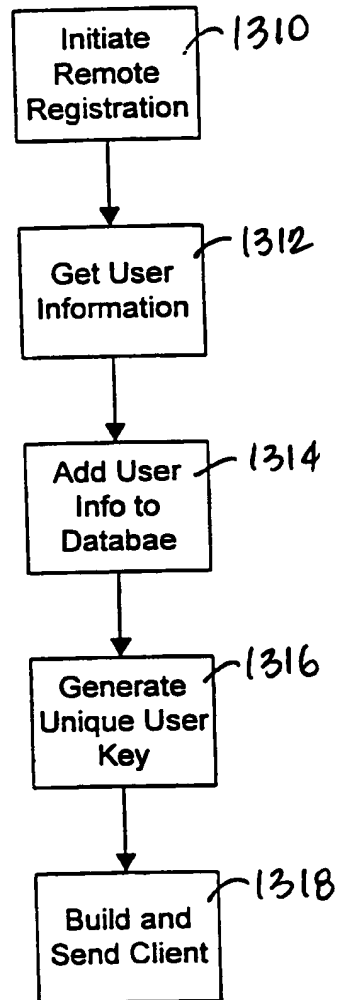 Initiate
Remote
Registration
1310
Get User
Information
1312
Add User
Info to
Databae
1314
Generate
Unique User
Key
1316
Build and
Send Client
1318